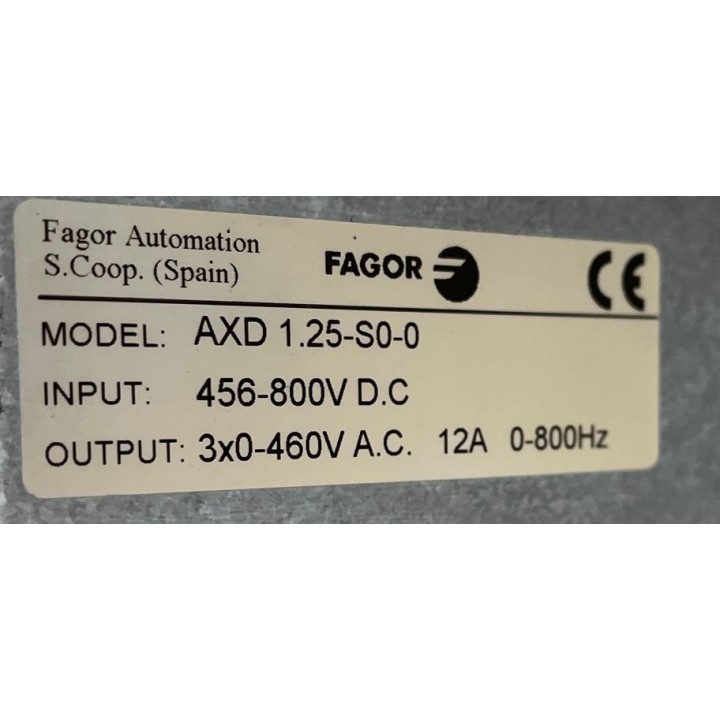 Fagor Automation
S.Coop. (Spain)
FAGOR
CE
MODEL: AXD 1.25-S0-0
INPUT: 456-800V D.C
OUTPUT: 3x0-460V A.C. 12A 0-800Hz